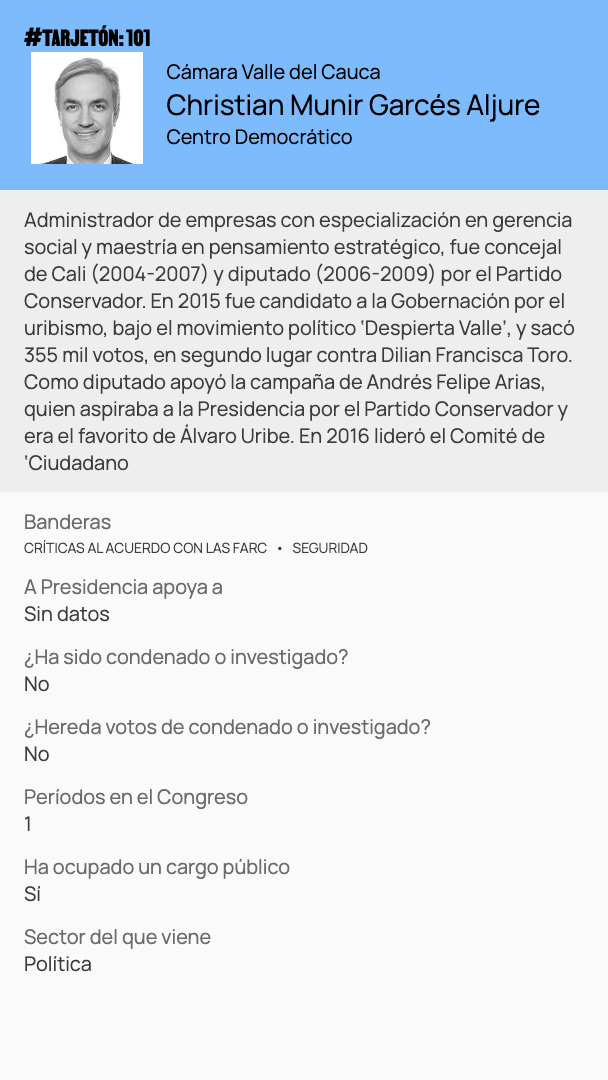 #TARJETÓN: 101
Cámara Valle del Cauca
Christian Munir Garcés Aljure
Centro Democrático
Administrador de empresas con especialización en gerencia
social y maestría en pensamiento estratégico, fue concejal
de Cali (2004-2007) y diputado (2006-2009) por el Partido
Conservador. En 2015 fue candidato a la Gobernación por el
uribismo, bajo el movimiento político ‘Despierta Valle’, y sacó
355 mil votos, en segundo lugar contra Dilian Francisca Toro.
Como diputado apoyó la campaña de Andrés Felipe Arias,
quien aspiraba a la Presidencia por el Partido Conservador y
era el favorito de Álvaro Uribe. En 2016 lideró el Comité de
‘Ciudadano
Banderas
CRÍTICAS AL ACUERDO CON LAS FARC • SEGURIDAD
A Presidencia apoya a
Sin datos
¿Ha sido condenado o investigado?
No
¿Hereda votos de condenado o investigado?
No
Períodos en el Congreso
1
Ha ocupado un cargo público
Sí
Sector del que viene
Política